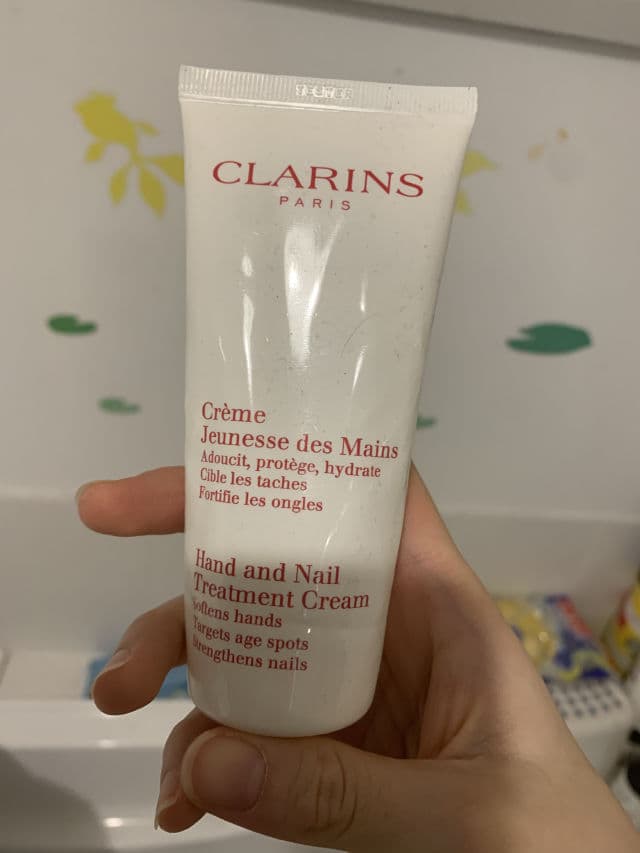 CLARINS
PARIS
Crème
Jeunesse des Mains
Adoucit, protège, hydrate
Cible les taches
Fortifie les ongles
Hand and Nail
Treatment Cream
Softens hands
Targets age spots
Strengthens nails